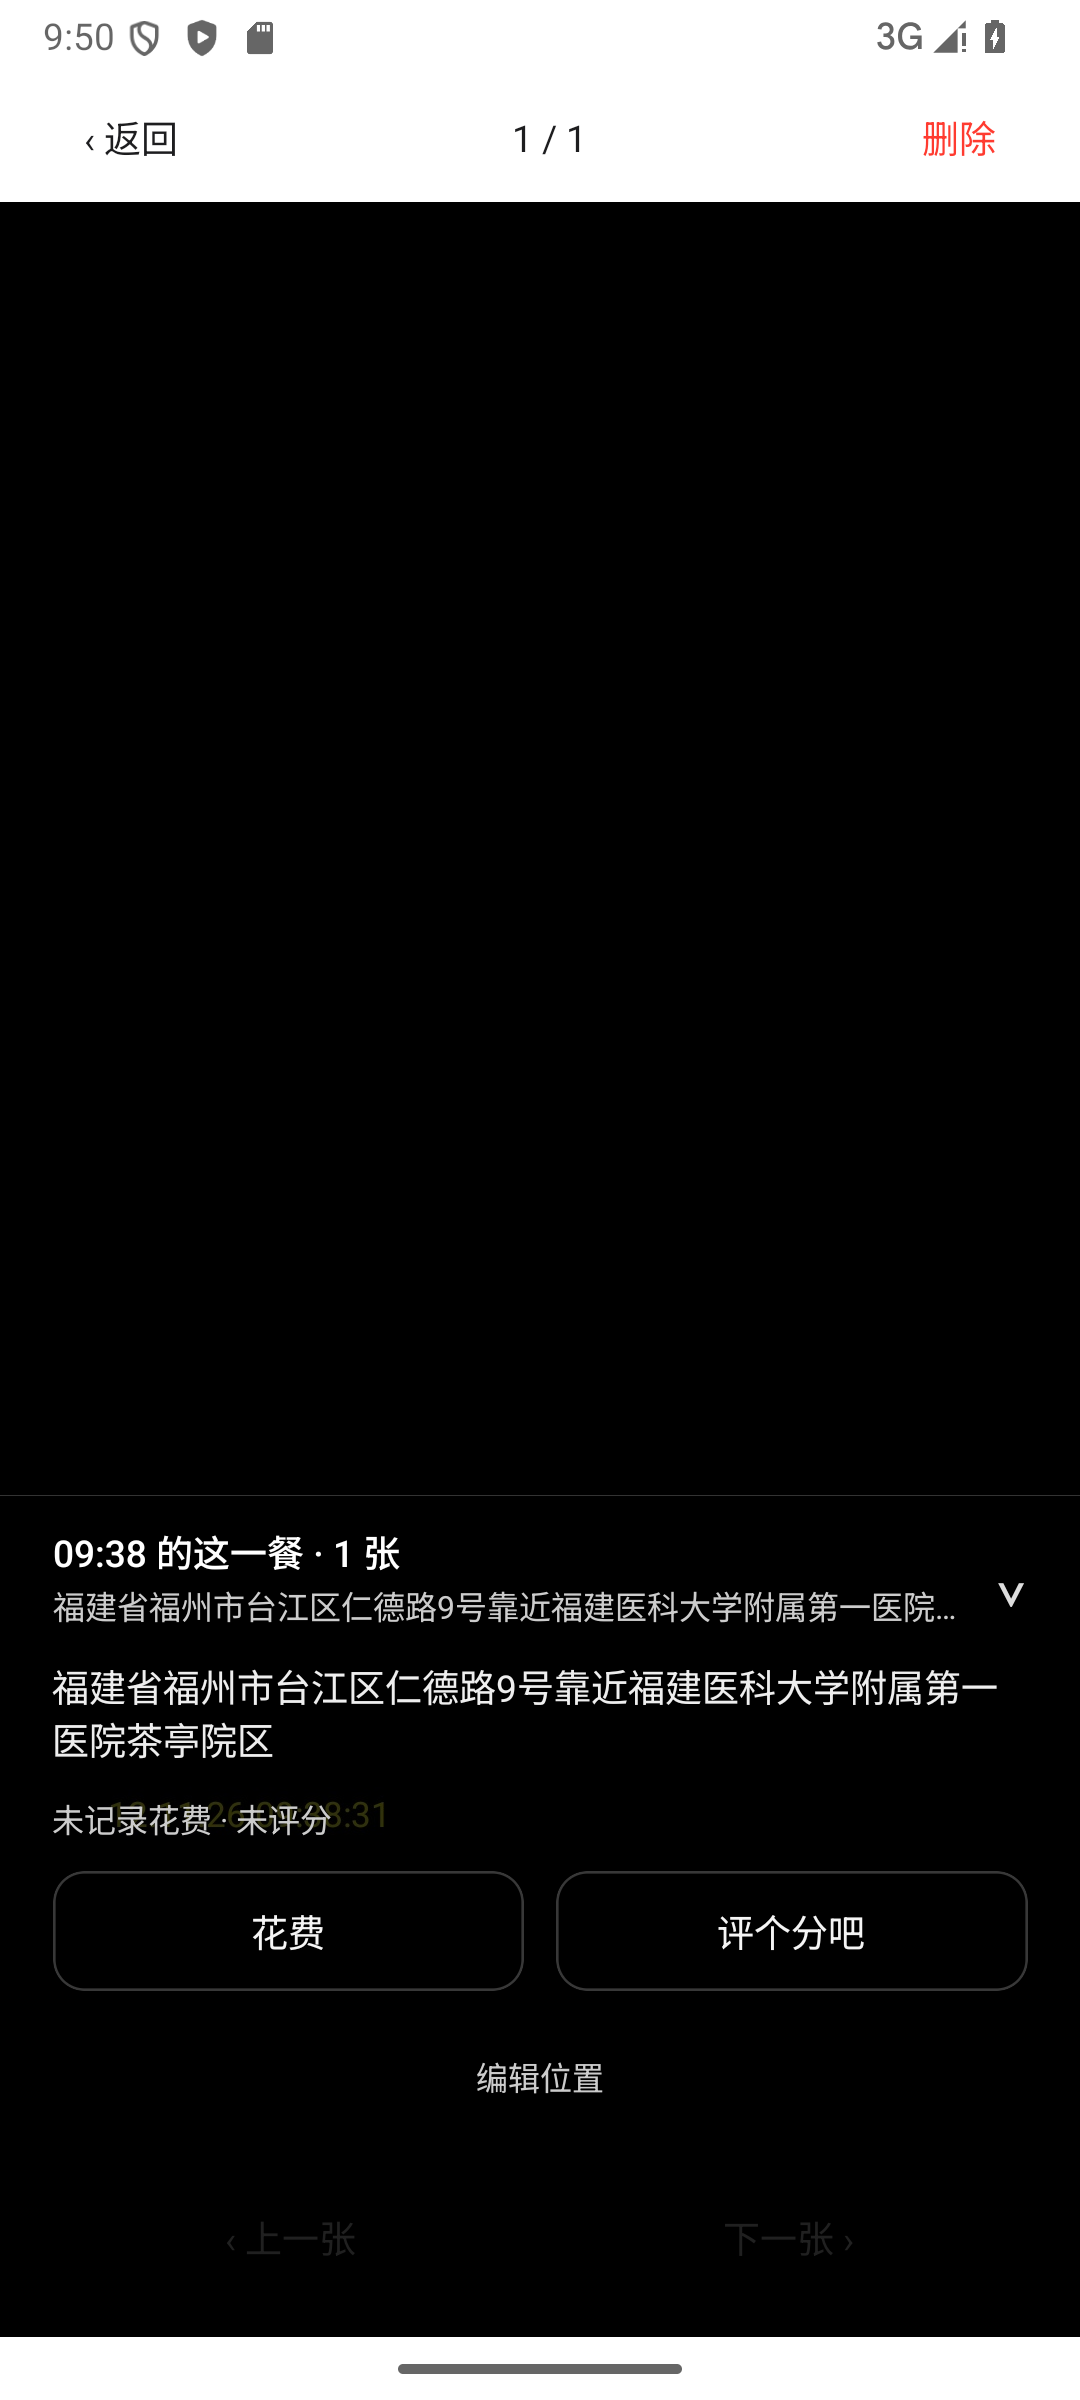 9:50
3G
‹ 返回
1 / 1
删除
09:38 的这一餐 · 1 张
福建省福州市台江区仁德路9号靠近福建医科大学附属第一医院...
福建省福州市台江区仁德路9号靠近福建医科大学附属第一
医院茶亭院区
未记录花费 · 未评分
花费
评个分吧
编辑位置
‹ 上一张
下一张 ›